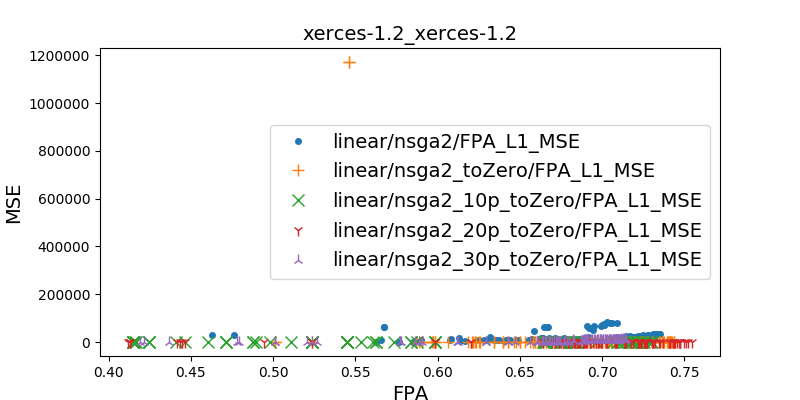 xerces-1.2_xerces-1.2
MSE
1200000
1000000
800000
600000
400000
200000
0
linear/nsga2/FPA_L1_MSE
linear/nsga2_toZero/FPA_L1_MSE
linear/nsga2_10p_toZero/FPA_L1_MSE
linear/nsga2_20p_toZero/FPA_L1_MSE
linear/nsga2_30p_toZero/FPA_L1_MSE
0.40 0.45 0.50 0.55 0.60 0.65 0.70 0.75
FPA